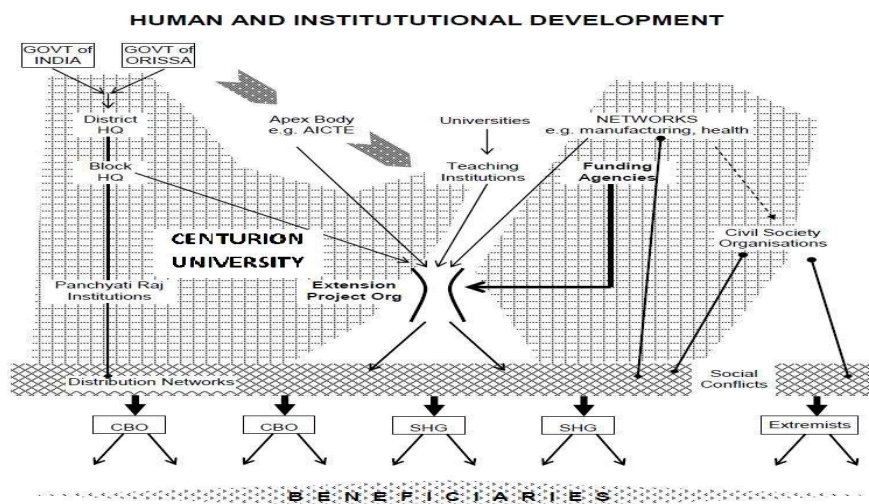 HUMAN AND INSTITUTUTIONAL DEVELOPMENT
GOVT of
INDIA
GOVT of
ORISSA
District
HQ
Apex Body
e.g. AICTE
Universities
NETWORKS
e.g. manufacturing, health
Block
HQ
Teaching
Institutions
Funding
Agencies
CENTURION
UNIVERSITY
Civil Society
Organisations
Panchyati Raj
Institutions
Extension
Project Org
Distribution Networks
Social
Conflicts
CBO
CBO
SHG
SHG
Extremists
BENEFICIARIES